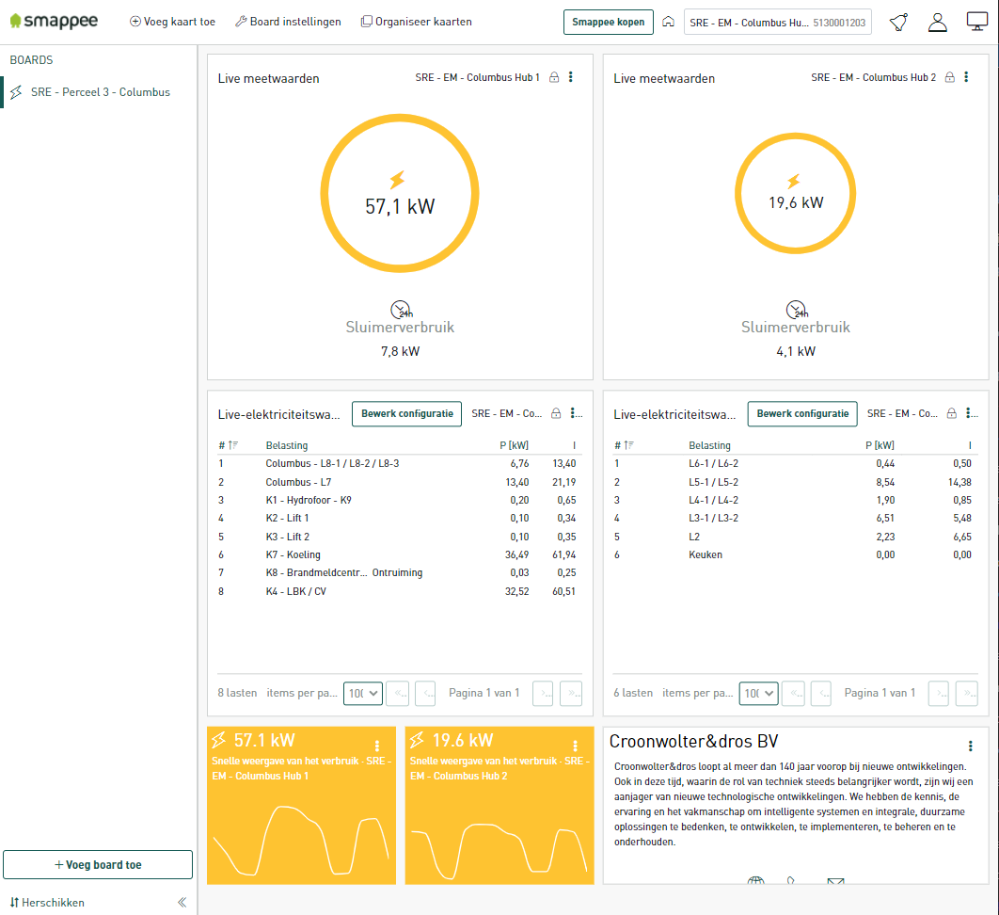 smappee
Voeg kaart toe
Board instellingen
Organiseer kaarten
Smappee kopen
SRE - EM - Columbus Hu... 5130001203
BOARDS
SRE - Perceel 3 - Columbus
Live meetwaarden SRE - EM - Columbus Hub 1
57,1 kW
24h
Sluimerverbruik
7,8 kW
Live meetwaarden SRE - EM - Columbus Hub 2
19,6 kW
24h
Sluimerverbruik
4,1 kW
Live-elektriciteitswa... Bewerk configuratie SRE - EM - Co... ...
# Belasting P [kW] I
1 Columbus - L8-1 / L8-2 / L8-3 6,76 13,40
2 Columbus - L7 13,40 21,19
3 K1 - Hydrofoor - K9 0,20 0,65
4 K2 - Lift 1 0,10 0,34
5 K3 - Lift 2 0,10 0,35
6 K7 - Koeling 36,49 61,94
7 K8 - Brandmeldcentr... Ontruiming 0,03 0,25
8 K4 - LBK / CV 32,52 60,51
8 lasten items per pa... 100 «... <... Pagina 1 van 1 >... »...
Live-elektriciteitswa... Bewerk configuratie SRE - EM - Co... ...
# Belasting P [kW] I
1 L6-1 / L6-2 0,44 0,50
2 L5-1 / L5-2 8,54 14,38
3 L4-1 / L4-2 1,90 0,85
4 L3-1 / L3-2 6,51 5,48
5 L2 2,23 6,65
6 Keuken 0,00 0,00
6 lasten items per pa... 100 «... <... Pagina 1 van 1 >... »...
57.1 kW
Snelle weergave van het verbruik - SRE -
EM - Columbus Hub 1
19.6 kW
Snelle weergave van het verbruik - SRE -
EM - Columbus Hub 2
Croonwolter&dros BV
Croonwolter&dros loopt al meer dan 140 jaar voorop bij nieuwe ontwikkelingen.
Ook in deze tijd, waarin de rol van techniek steeds belangrijker wordt, zijn wij een
aanjager van nieuwe technologische ontwikkelingen. We hebben de kennis, de
ervaring en het vakmanschap om intelligente systemen en integrale, duurzame
oplossingen te bedenken, te ontwikkelen, te implementeren, te beheren en te
onderhouden.
+ Voeg board toe
Herschikken